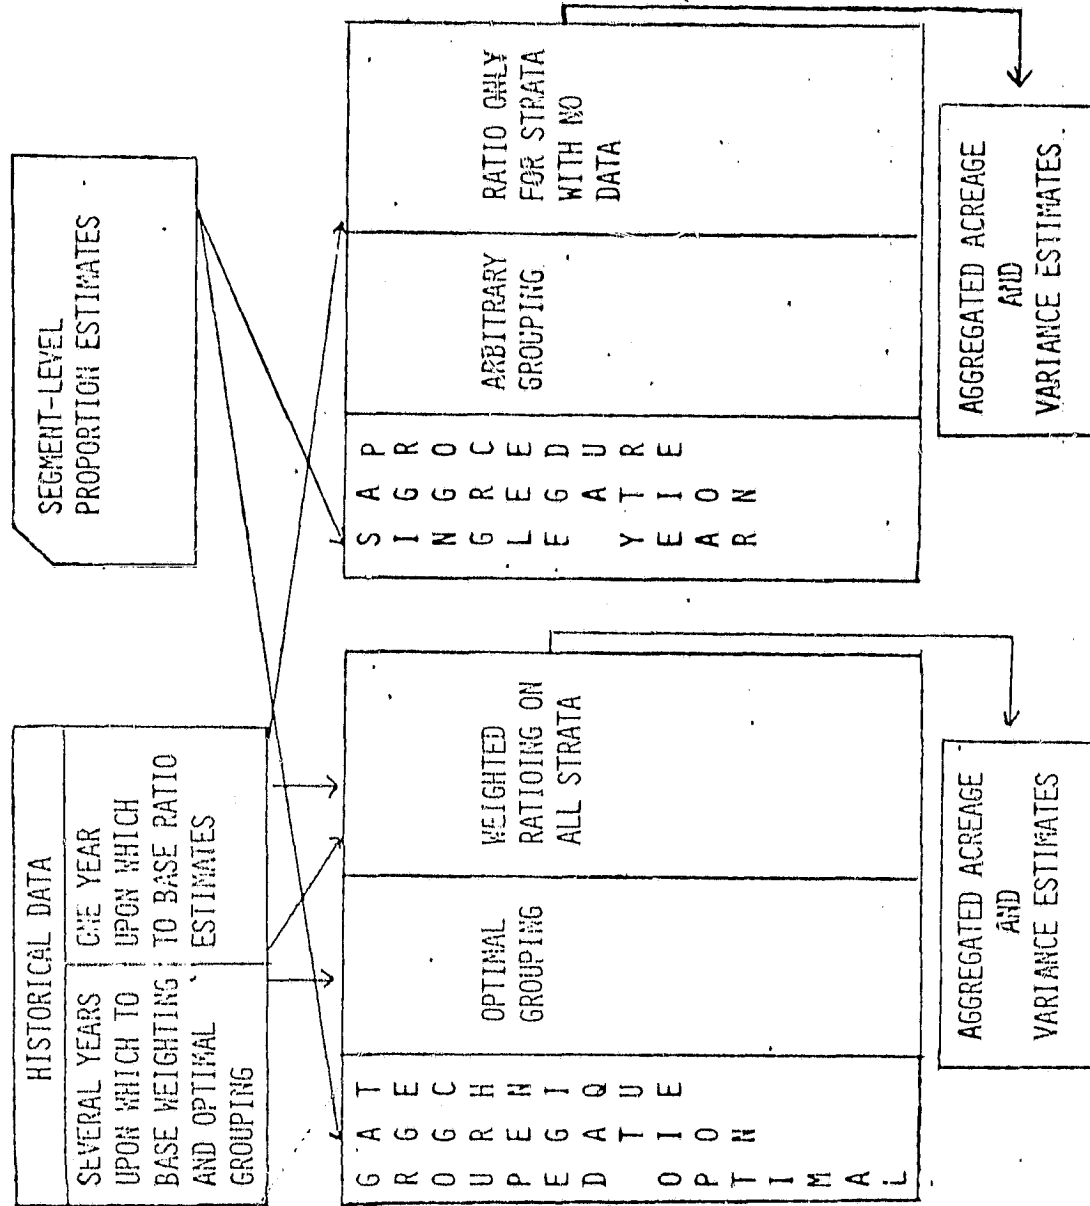 HISTORICAL DATA
SEVERAL YEARS
UPON WHICH TO
BASE WEIGHTING
AND OPTIMAL
GROUPING
ONE YEAR
UPON WHICH
TO BASE RATIO
ESTIMATES
SEGMENT-LEVEL
PROPORTION ESTIMATES
GROUPED OPTIMAL
AGGREGATION
TECHNIQUE
OPTIMAL
GROUPING
WEIGHTED
RATIOING ON
ALL STRATA
SINGLE YEAR
AGGREGATION
PROCEDURE
ARBITRARY
GROUPING
RATIO ONLY
FOR STRATA
WITH NO
DATA
AGGREGATED ACREAGE
AND
VARIANCE ESTIMATES
AGGREGATED ACREAGE
AND
VARIANCE ESTIMATES